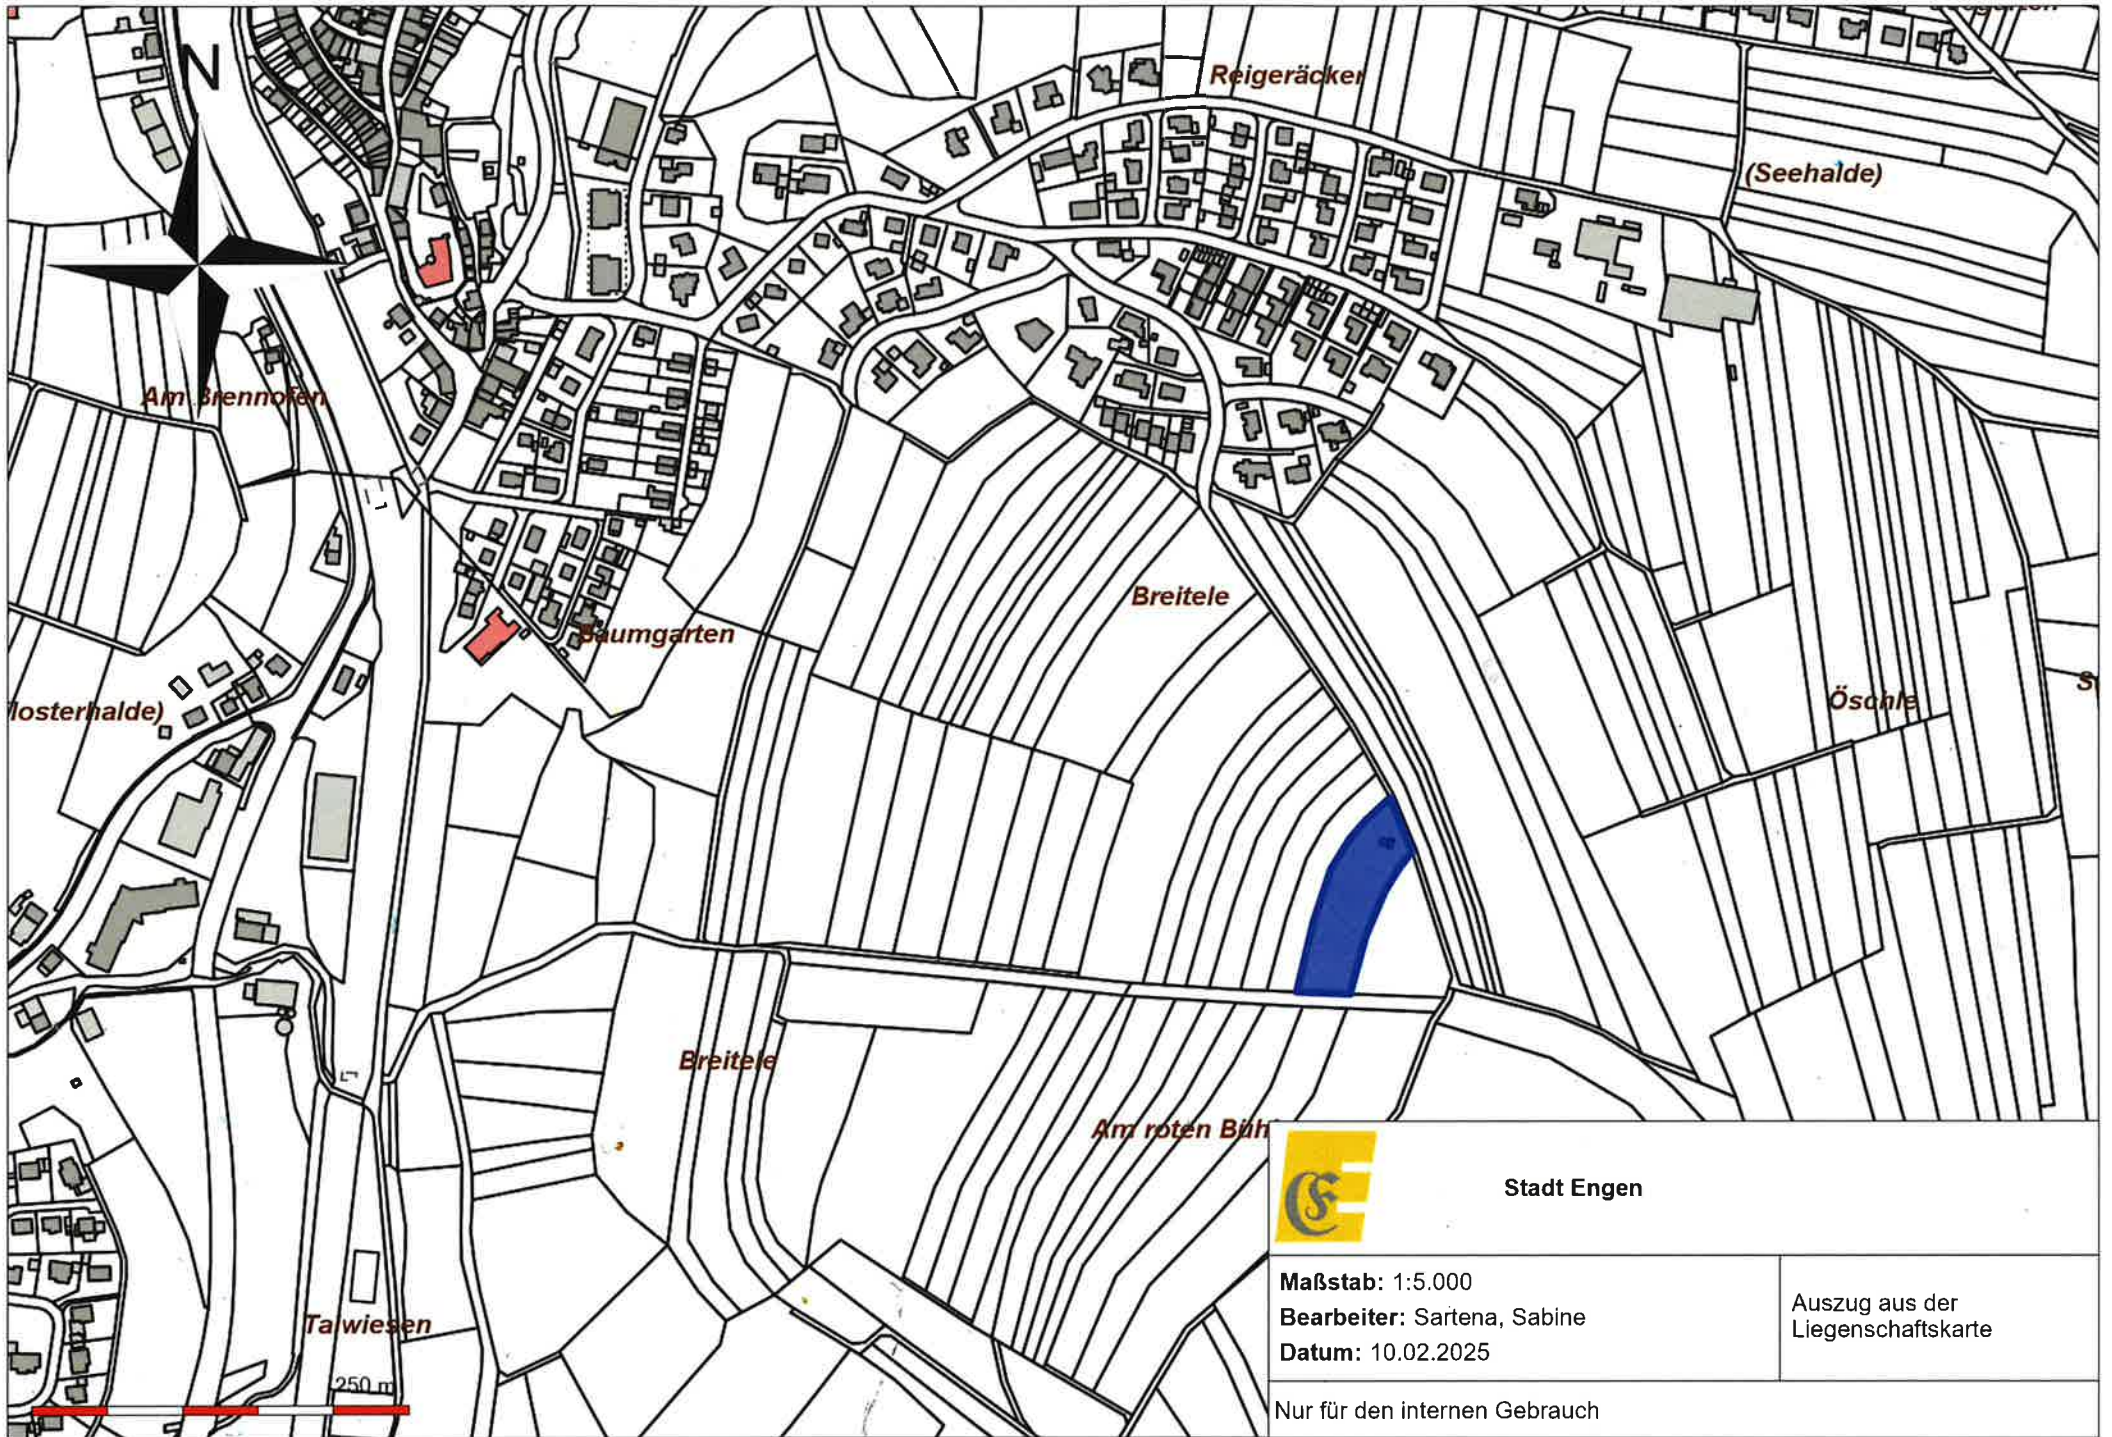 N
Reigeräcker
(Seehalde)
Am Brennofen
Breitele
Baumgarten
losterhalde)
Öschle
S
Breitele
Am roten Büh
Talwiesen
250 m
Stadt Engen
Maßstab: 1:5.000
Bearbeiter: Sartena, Sabine
Datum: 10.02.2025
Auszug aus der
Liegenschaftskarte
Nur für den internen Gebrauch